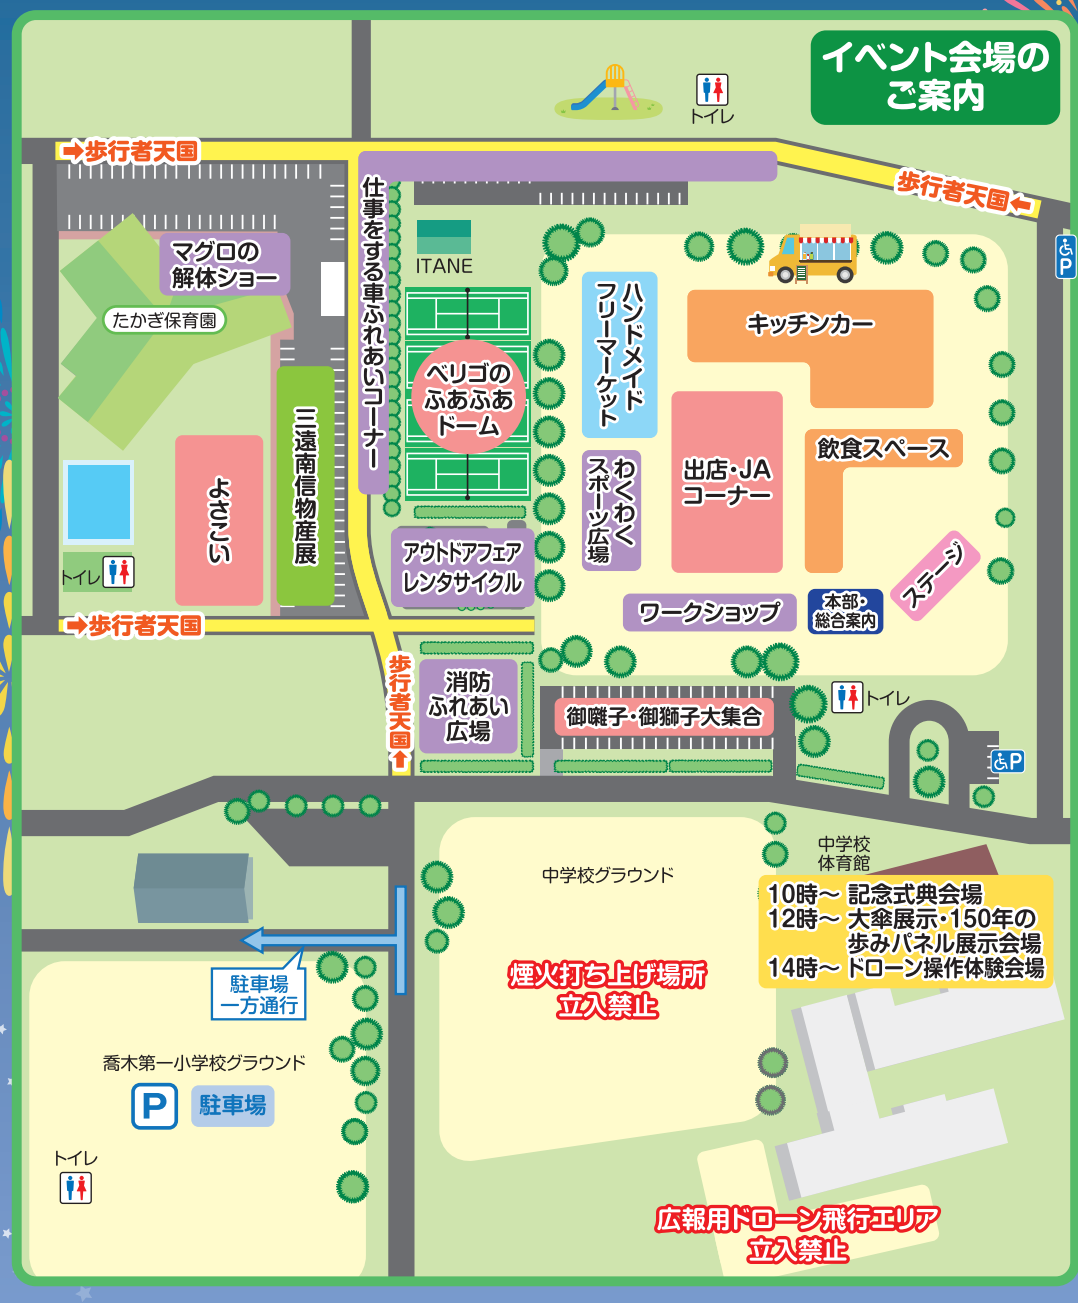 イベント会場の
ご案内
トイレ
➡歩行者天国
歩行者天国⬅
仕事をする車ふれあいコーナー
ITANE
マグロの
解体ショー
たかぎ保育園
ハンドメイド
フリーマーケット
キッチンカー
ベリゴの
ふあふあ
ドーム
三遠南信物産展
よさこい
出店・JA
コーナー
飲食スペース
わくわく
スポーツ広場
アウトドアフェア
レンタサイクル
ステージ
トイレ
ワークショップ
本部・
総合案内
➡歩行者天国
歩行者天国⬆
消防
ふれあい
広場
御囃子・御獅子大集合
トイレ
P
P
中学校
体育館
中学校グラウンド
10時〜 記念式典会場
12時〜 大傘展示・150年の
歩みパネル展示会場
14時〜 ドローン操作体験会場
煙火打ち上げ場所
立入禁止
駐車場
一方通行
喬木第一小学校グラウンド
P 駐車場
トイレ
広報用ドローン飛行エリア
立入禁止